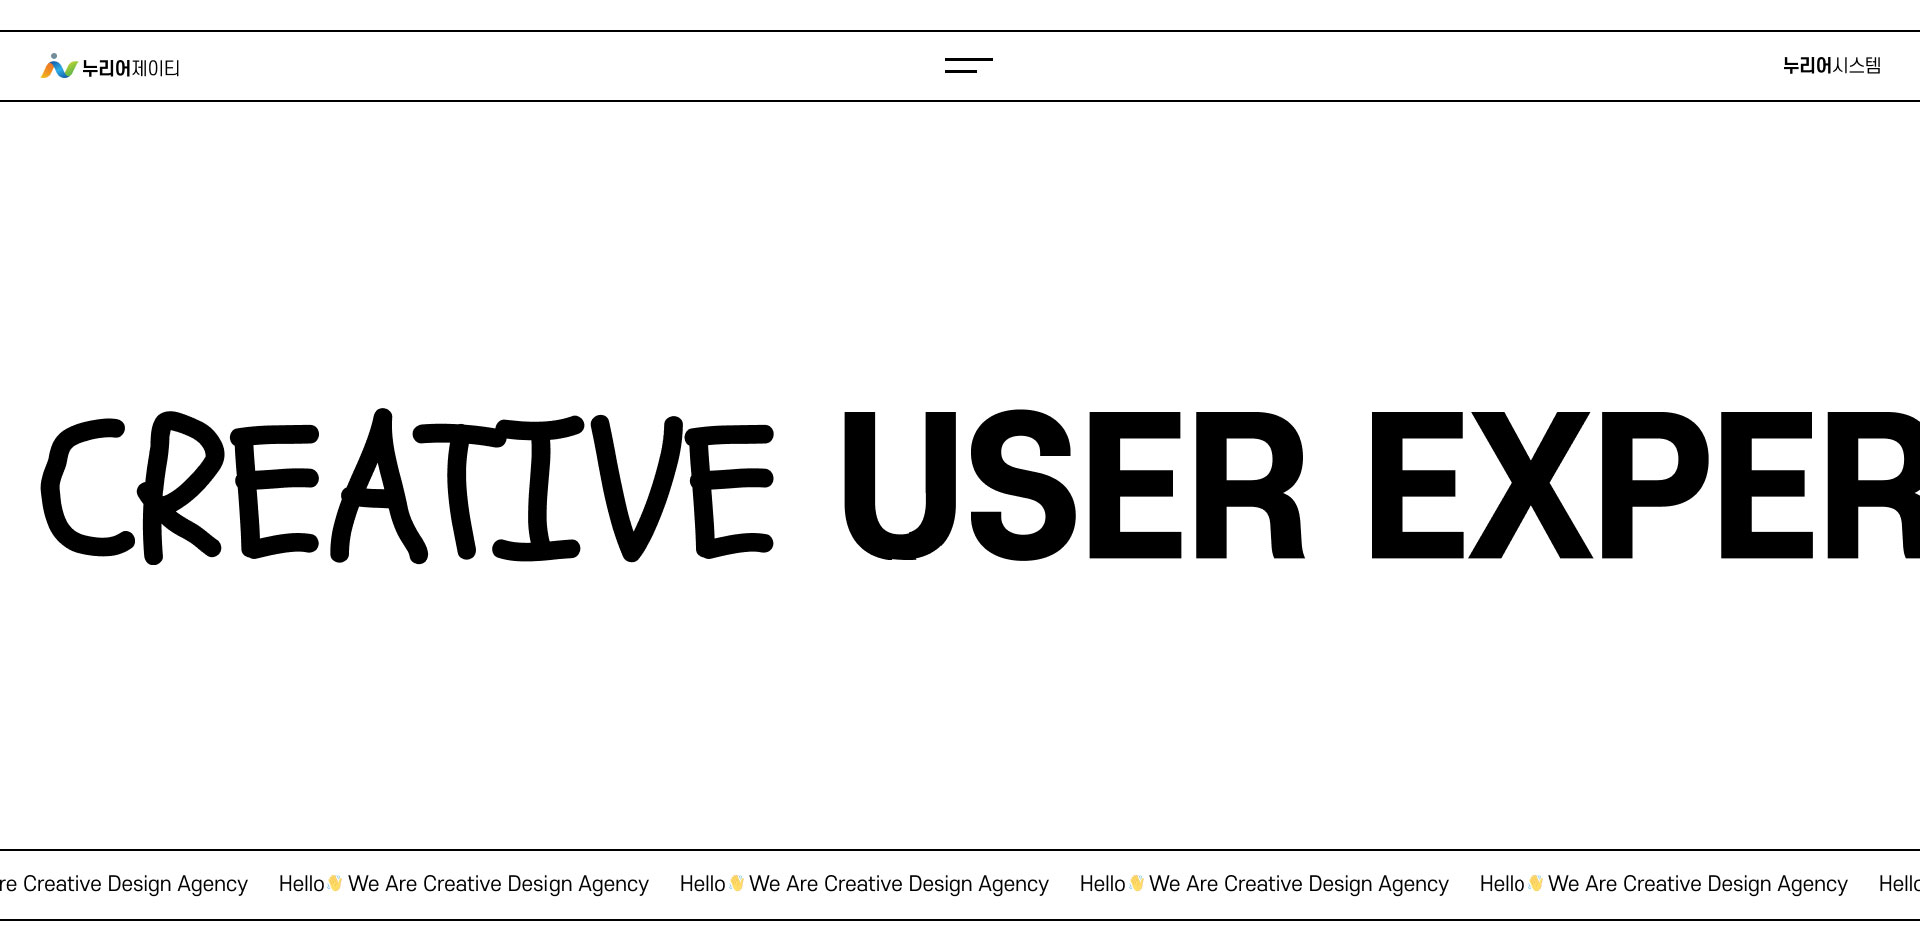 누리어제이티
누리어시스템
CREATIVE USER EXPER
re Creative Design Agency Hello👋 We Are Creative Design Agency Hello👋 We Are Creative Design Agency Hello👋 We Are Creative Design Agency Hello👋 We Are Creative Design Agency Hello